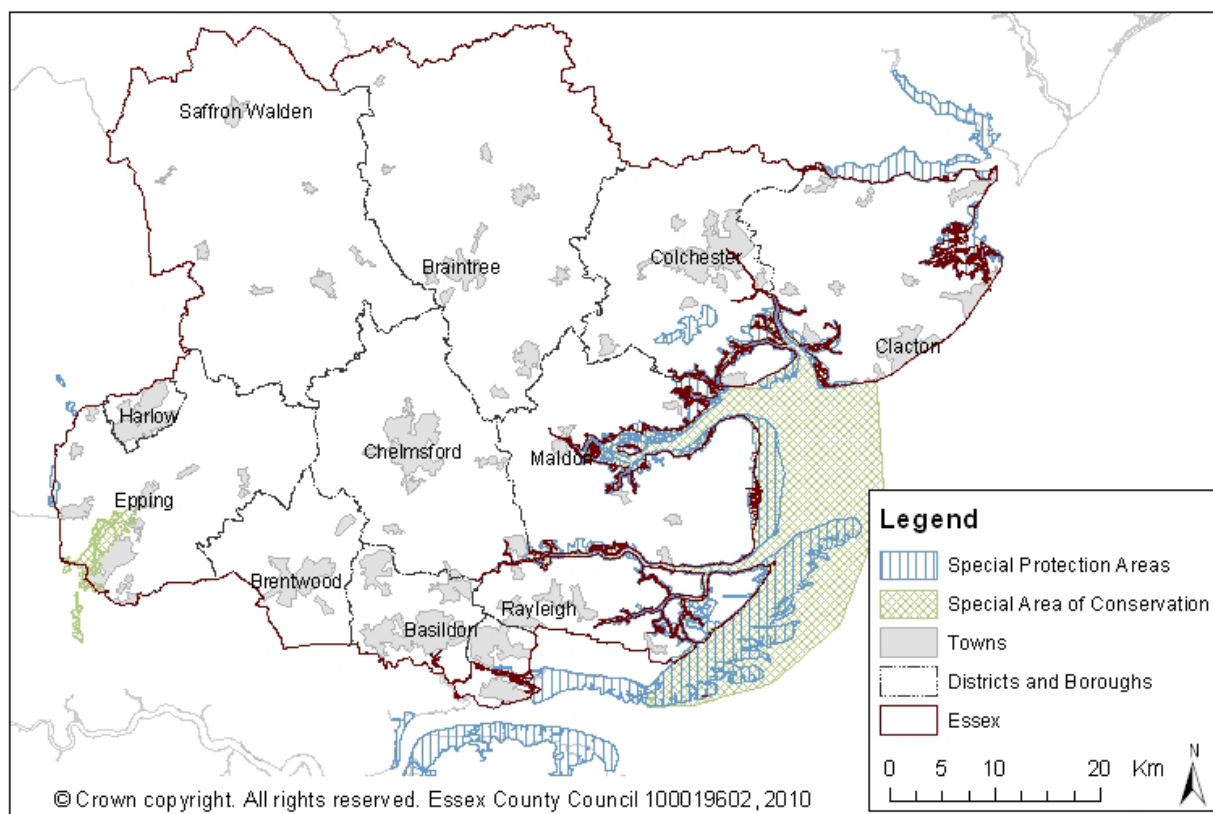 Saffron Walden
Braintree
Colchester
Clacton
Harlow
Chelmsford
Maldon
Epping
Brentwood
Rayleigh
Basildon
Legend
Special Protection Areas
Special Area of Conservation
Towns
Districts and Boroughs
Essex
0 5 10 20 Km
N
© Crown copyright. All rights reserved. Essex County Council 100019602, 2010